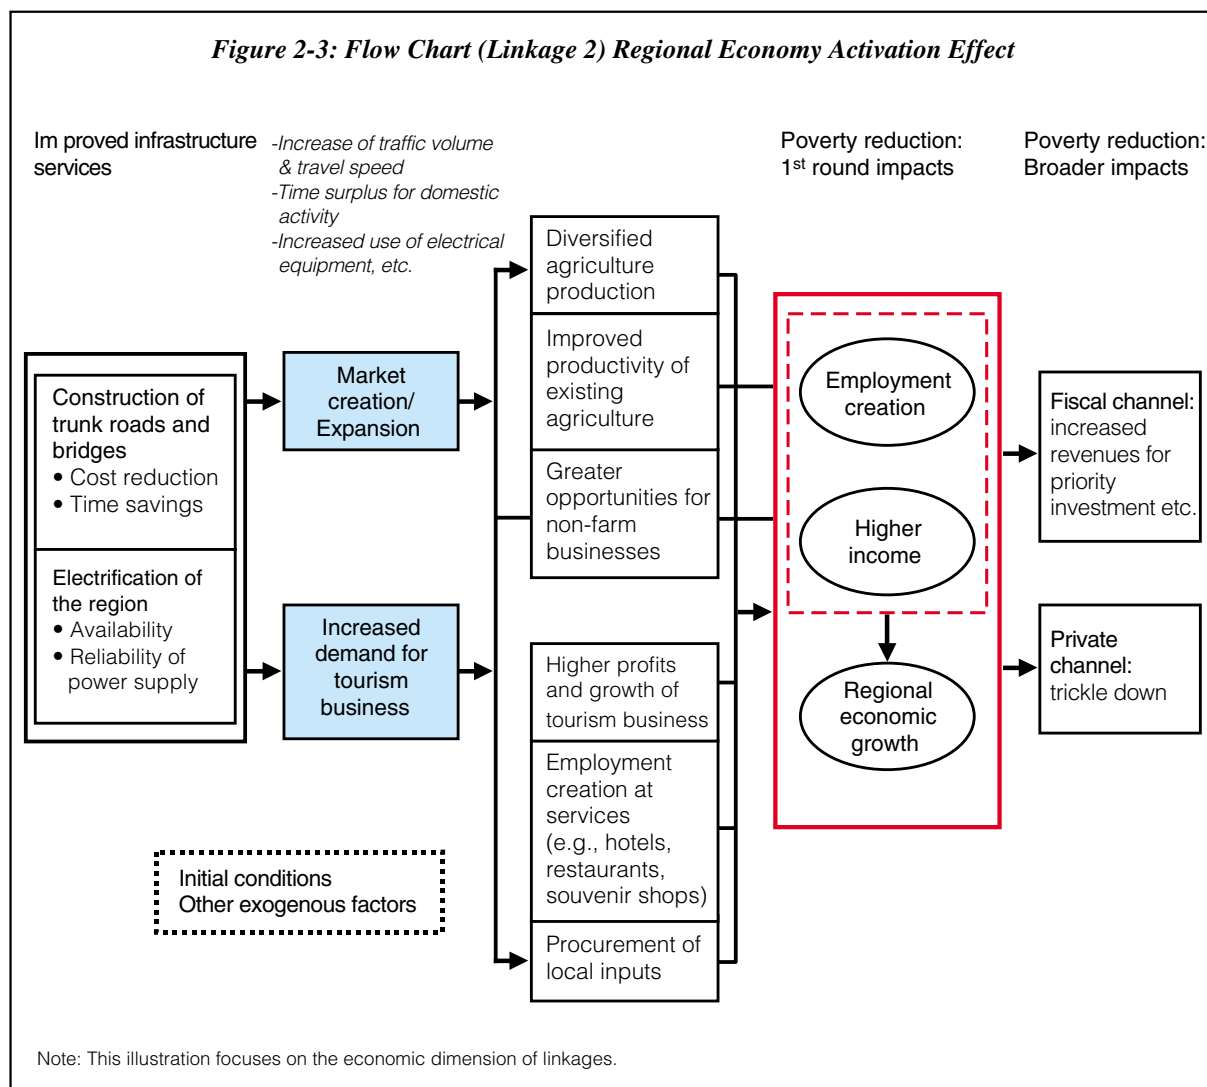 Figure 2-3: Flow Chart (Linkage 2) Regional Economy Activation Effect
Im proved infrastructure
services
-Increase of traffic volume
& travel speed
-Time surplus for domestic
activity
-Increased use of electrical
equipment, etc.
Poverty reduction:
1st round impacts
Poverty reduction:
Broader impacts
Construction of
trunk roads and
bridges
• Cost reduction
• Time savings
Electrification of
the region
• Availability
• Reliability of
power supply
Market
creation/
Expansion
Increased
demand for
tourism
business
Diversified
agriculture
production
Improved
productivity of
existing
agriculture
Greater
opportunities for
non-farm
businesses
Higher profits
and growth of
tourism business
Employment
creation at
services
(e.g., hotels,
restaurants,
souvenir shops)
Procurement of
local inputs
Employment
creation
Higher
income
Regional
economic
growth
Fiscal channel:
increased
revenues for
priority
investment etc.
Private
channel:
trickle down
Initial conditions
Other exogenous factors
Note: This illustration focuses on the economic dimension of linkages.